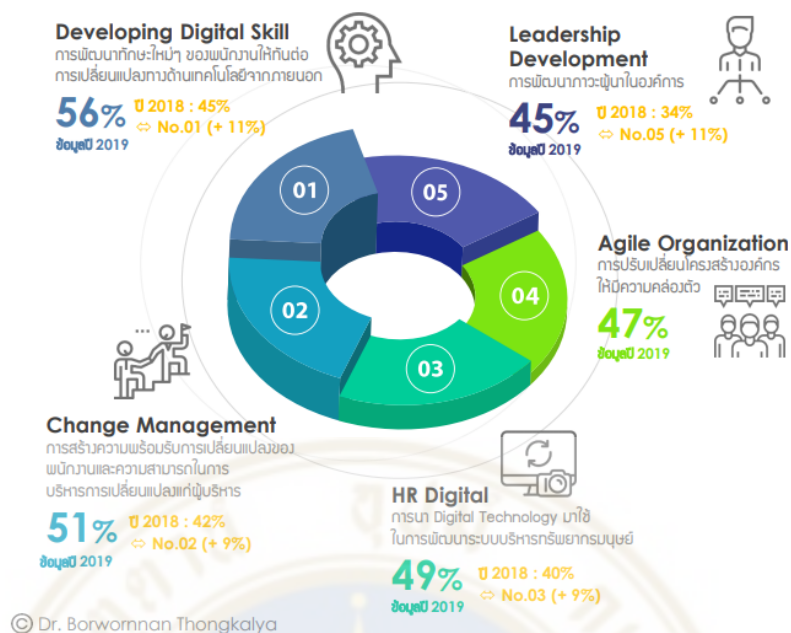 Developing Digital Skill
การพัฒนาทักษะใหม่ๆ ของพนักงานให้ทันต่อ
การเปลี่ยนแปลงทางด้านเทคโนโลยีจากภายนอก
56%
ปี 2018 : 45%
⇔ No.01 (+ 11%)
ข้อมูลปี 2019
Leadership
Development
การพัฒนาภาวะผู้นำในองค์การ
45%
ปี 2018 : 34%
⇔ No.05 (+ 11%)
ข้อมูลปี 2019
01
05
02
04
03
Agile Organization
การปรับเปลี่ยนโครงสร้างองค์กร
ให้มีความคล่องตัว
47%
ข้อมูลปี 2019
Change Management
การสร้างความพร้อมรับการเปลี่ยนแปลงของ
พนักงานและความสามารถในการ
บริหารการเปลี่ยนแปลงแก่ผู้บริหาร
51%
ปี 2018 : 42%
⇔ No.02 (+ 9%)
ข้อมูลปี 2019
HR Digital
การนำ Digital Technology มาใช้
ในการพัฒนาระบบบริหารทรัพยากรมนุษย์
49%
ปี 2018 : 40%
⇔ No.03 (+ 9%)
ข้อมูลปี 2019
© Dr. Borwornnan Thongkalya